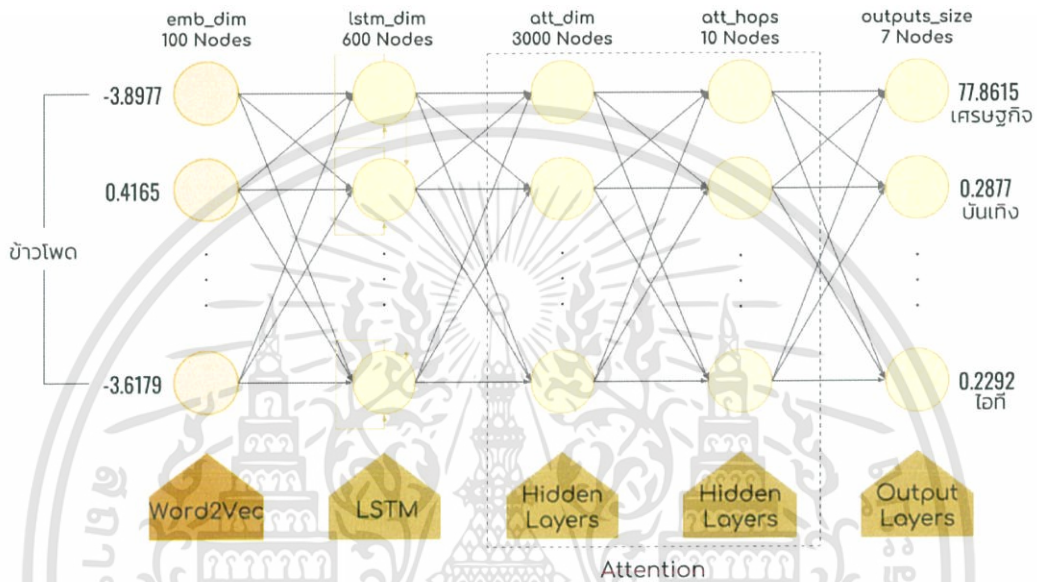 emb_dim
100 Nodes
lstm_dim
600 Nodes
att_dim
3000 Nodes
att_hops
10 Nodes
outputs_size
7 Nodes
ข้าวโพด
-3.8977
0.4165
-3.6179
77.8615
เศรษฐกิจ
0.2877
บันเทิง
0.2292
ไอที
Word2Vec
LSTM
Hidden
Layers
Hidden
Layers
Output
Layers
Attention